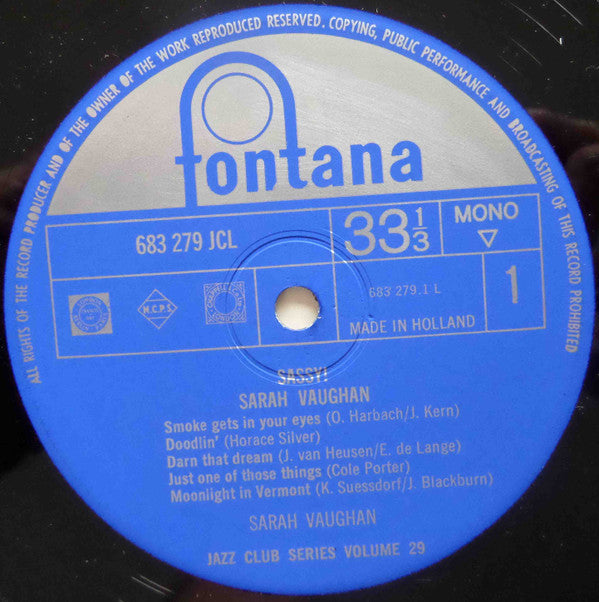 ALL RIGHTS OF THE RECORD PRODUCER AND OF THE OWNER OF THE WORK REPRODUCED RESERVED. COPYING, PUBLIC PERFORMANCE AND BROADCASTING OF THIS RECORD PROHIBITED
fontana
683 279 JCL
33 1/3
MONO
▽
M.C.P.S.
683 279.1 L
1
MADE IN HOLLAND
SASSY!
SARAH VAUGHAN
Smoke gets in your eyes (O. Harbach/J. Kern)
Doodlin' (Horace Silver)
Darn that dream (J. van Heusen/E. de Lange)
Just one of those things (Cole Porter)
Moonlight in Vermont (K. Suessdorf/J. Blackburn)
SARAH VAUGHAN
JAZZ CLUB SERIES VOLUME 29